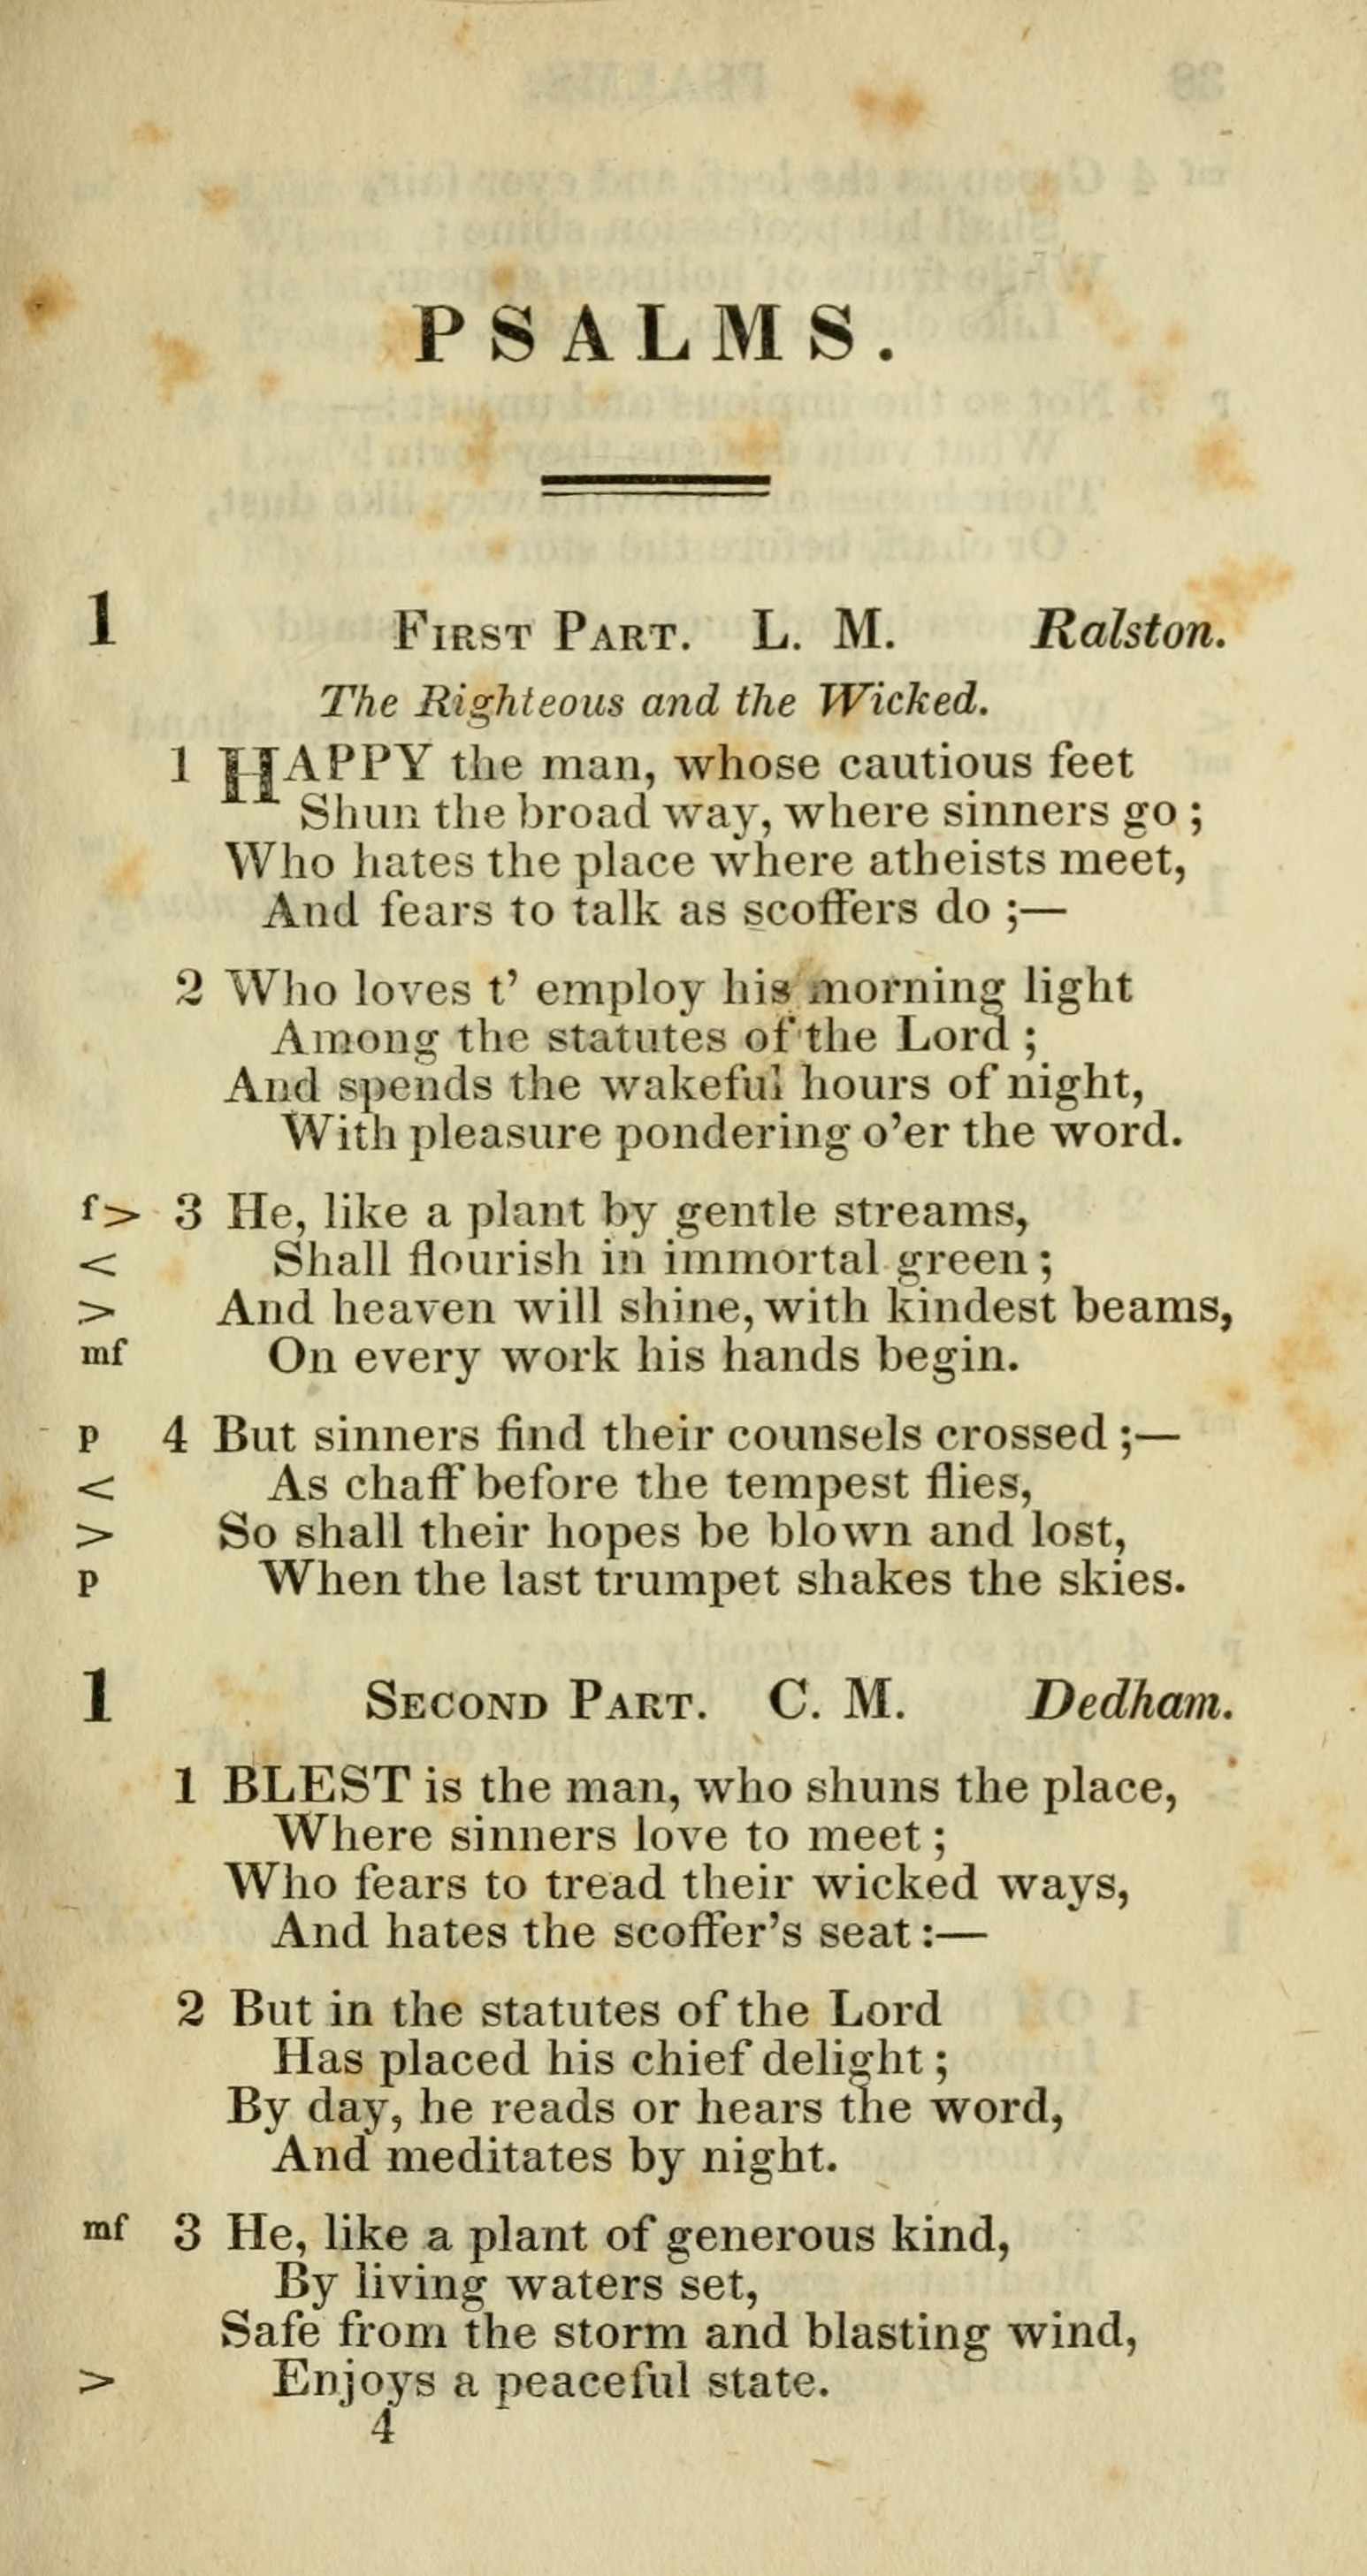 PSALMS.
1 FIRST PART. L. M. Ralston.
The Righteous and the Wicked.
1 HAPPY the man, whose cautious feet
Shun the broad way, where sinners go ;
Who hates the place where atheists meet,
And fears to talk as scoffers do ;—
2 Who loves t' employ his morning light
Among the statutes of the Lord ;
And spends the wakeful hours of night,
With pleasure pondering o'er the word.
f> 3 He, like a plant by gentle streams,
< Shall flourish in immortal green ;
> And heaven will shine, with kindest beams,
mf On every work his hands begin.
p 4 But sinners find their counsels crossed ;—
< As chaff before the tempest flies,
> So shall their hopes be blown and lost,
p When the last trumpet shakes the skies.
1 SECOND PART. C. M. Dedham.
1 BLEST is the man, who shuns the place,
Where sinners love to meet ;
Who fears to tread their wicked ways,
And hates the scoffer's seat :—
2 But in the statutes of the Lord
Has placed his chief delight ;
By day, he reads or hears the word,
And meditates by night.
mf 3 He, like a plant of generous kind,
By living waters set,
Safe from the storm and blasting wind,
> Enjoys a peaceful state.
4